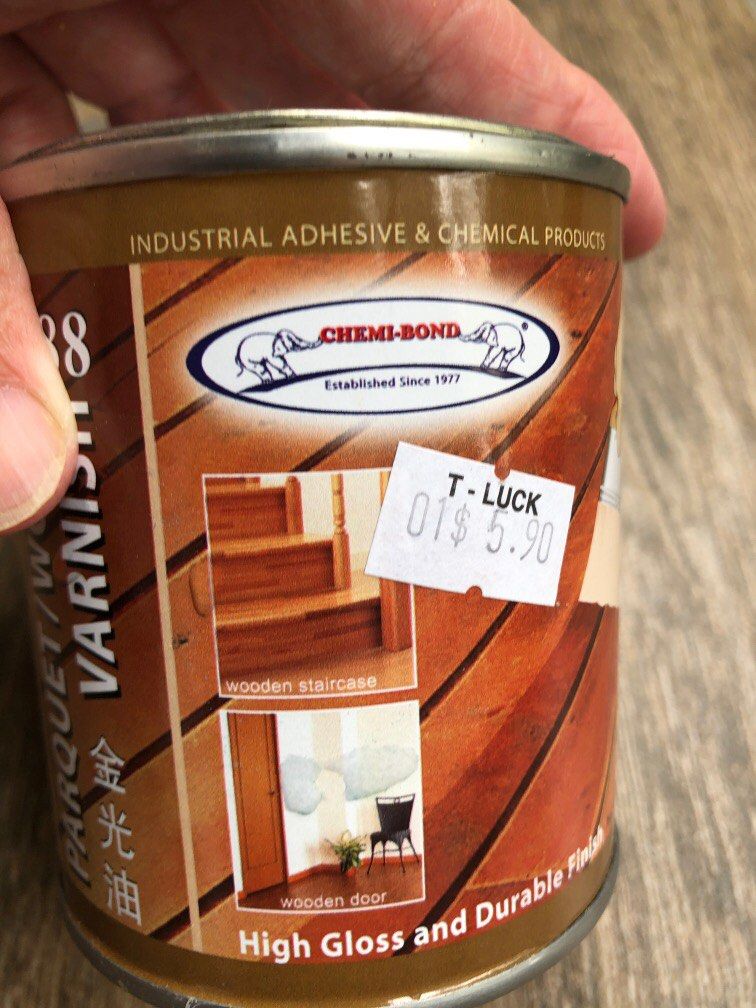 INDUSTRIAL ADHESIVE & CHEMICAL PRODUCTS
CHEMI-BOND®
Established Since 1977
T - LUCK
01$ 5.90
88
VARNISH
金光油
wooden staircase
wooden door
High Gloss and Durable Finish